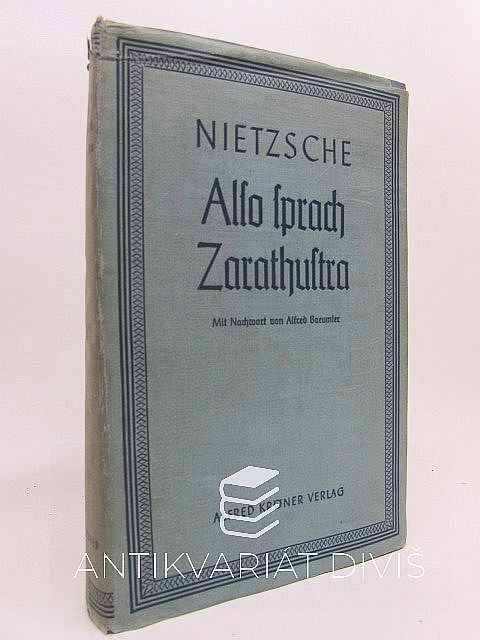 NIETZSCHE
Also sprach
Zarathustra
Mit Nachwort von Alfred Baeumler
ALFRED KRÖNER VERLAG
ANTIKVARIAT DIVIŠ